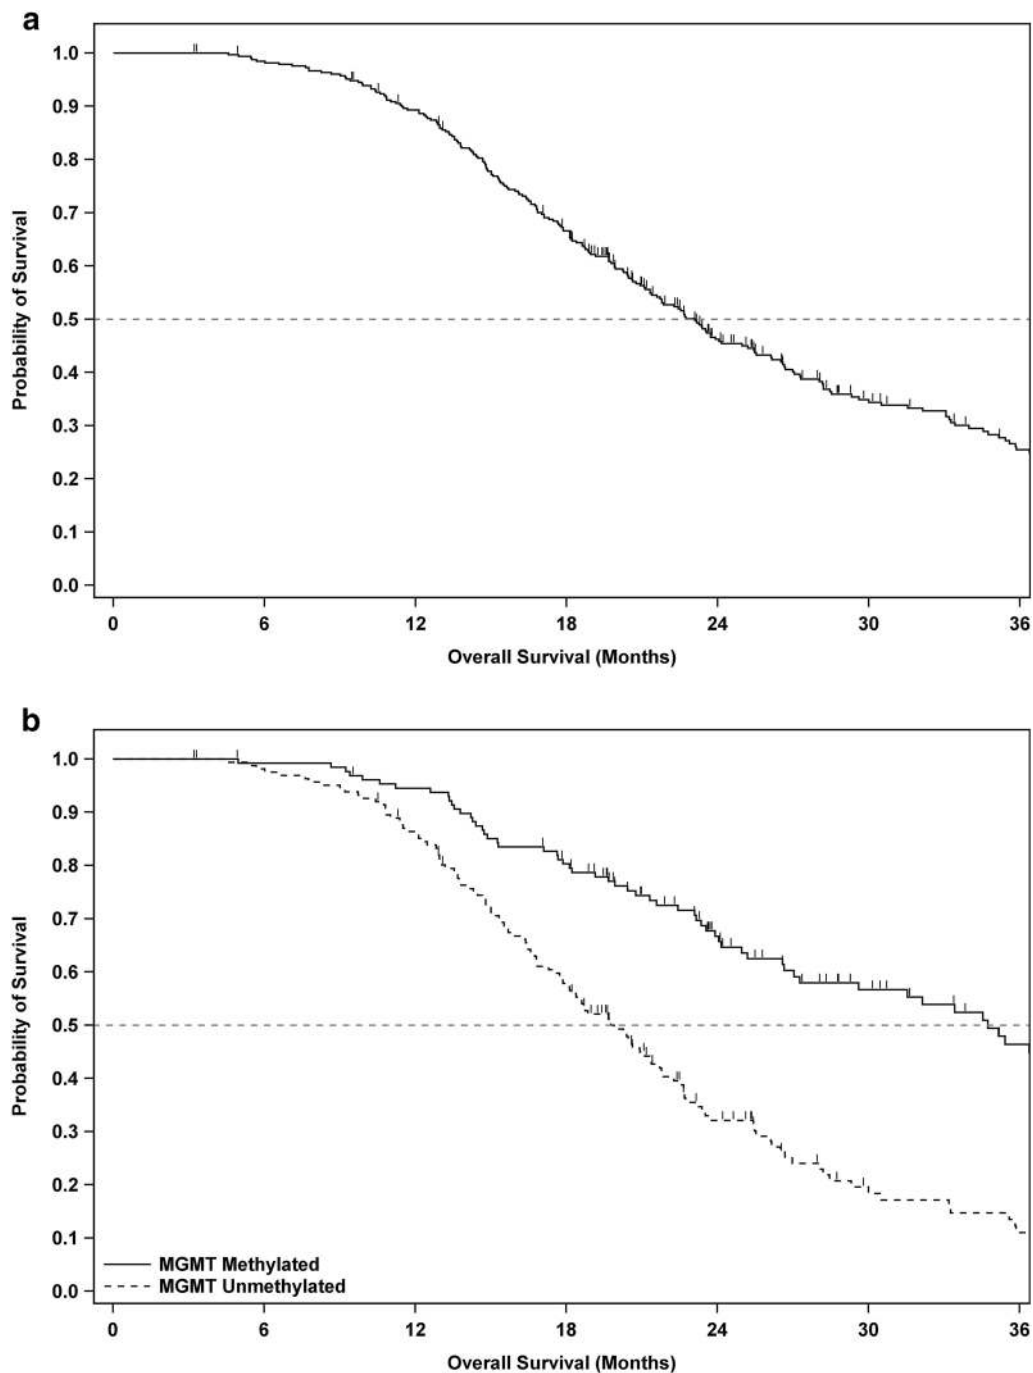 a
1.0
0.9
0.8
0.7
0.6
0.5
0.4
0.3
0.2
0.1
0.0
Probability of Survival
0 6 12 18 24 30 36
Overall Survival (Months)
b
1.0
0.9
0.8
0.7
0.6
0.5
0.4
0.3
0.2
0.1
0.0
Probability of Survival
MGMT Methylated
MGMT Unmethylated
0 6 12 18 24 30 36
Overall Survival (Months)